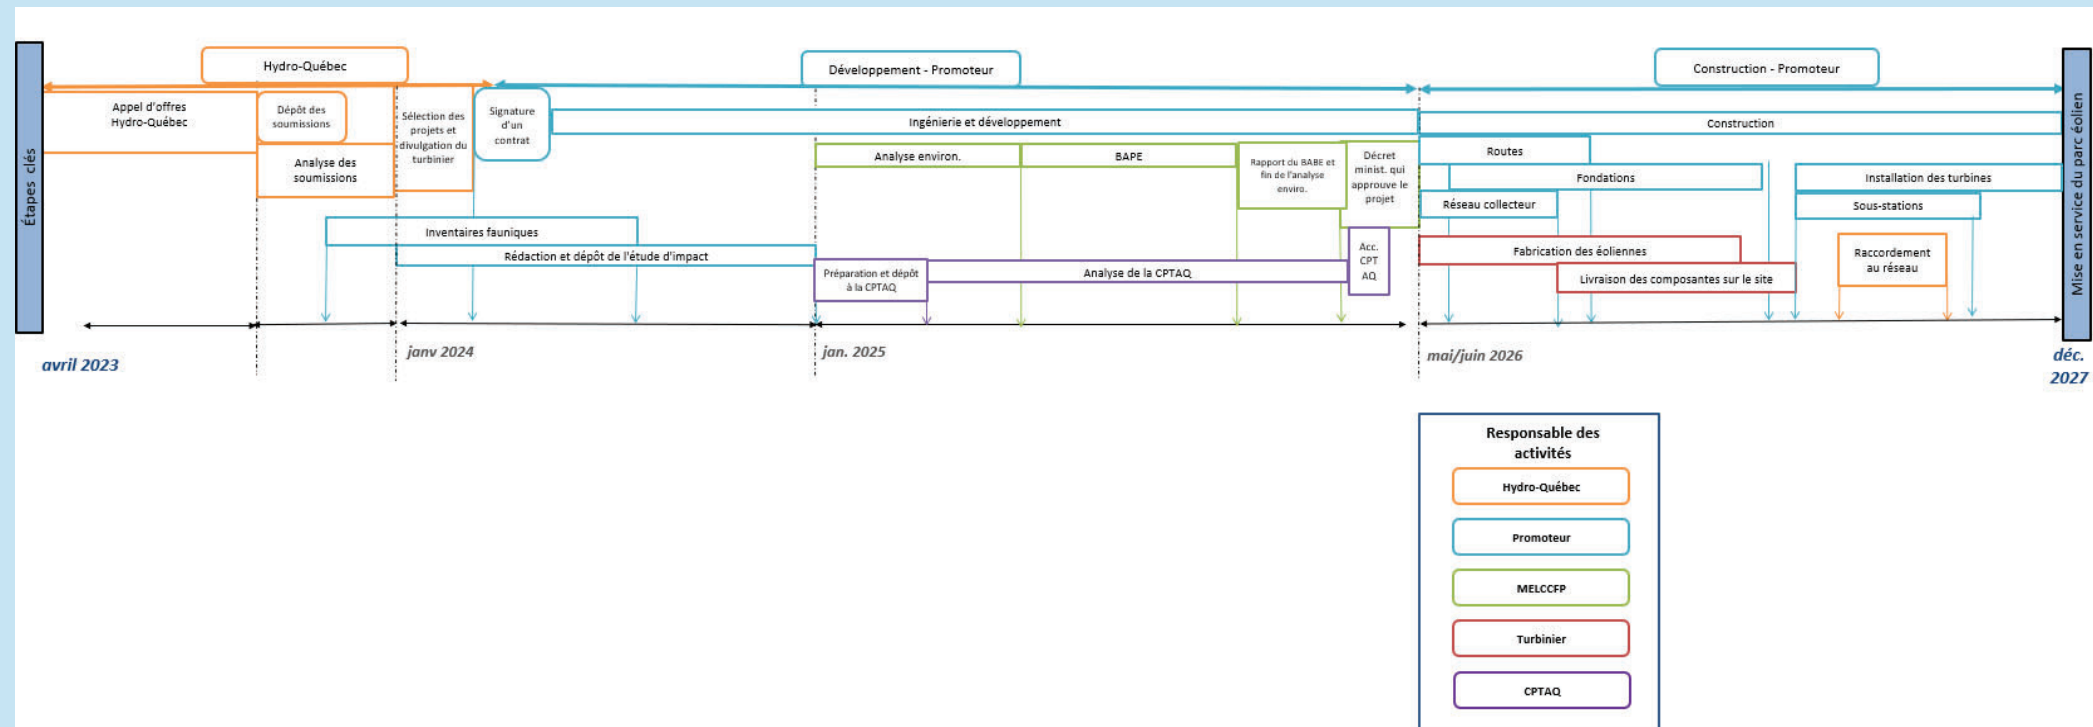 Étapes clés
Hydro-Québec
Développement - Promoteur
Construction - Promoteur
Appel d'offres
Hydro-Québec
Dépôt des
soumissions
Analyse des
soumissions
Sélection des
projets et
divulgation du
turbinier
Signature
d'un
contrat
Ingénierie et développement
Construction
Analyse environ.
BAPE
Rapport du BABE et
fin de l'analyse
enviro.
Décret
minist. qui
approuve le
projet
Routes
Fondations
Installation des turbines
Réseau collecteur
Sous-stations
Inventaires fauniques
Rédaction et dépôt de l'étude d'impact
Préparation et dépôt
à la CPTAQ
Analyse de la CPTAQ
Acc.
CPT
AQ
Fabrication des éoliennes
Livraison des composantes sur le site
Raccordement
au réseau
Mise en service du parc éolien
avril 2023
janv 2024
jan. 2025
mai/juin 2026
déc.
2027
Responsable des
activités
Hydro-Québec
Promoteur
MELCCFP
Turbinier
CPTAQ